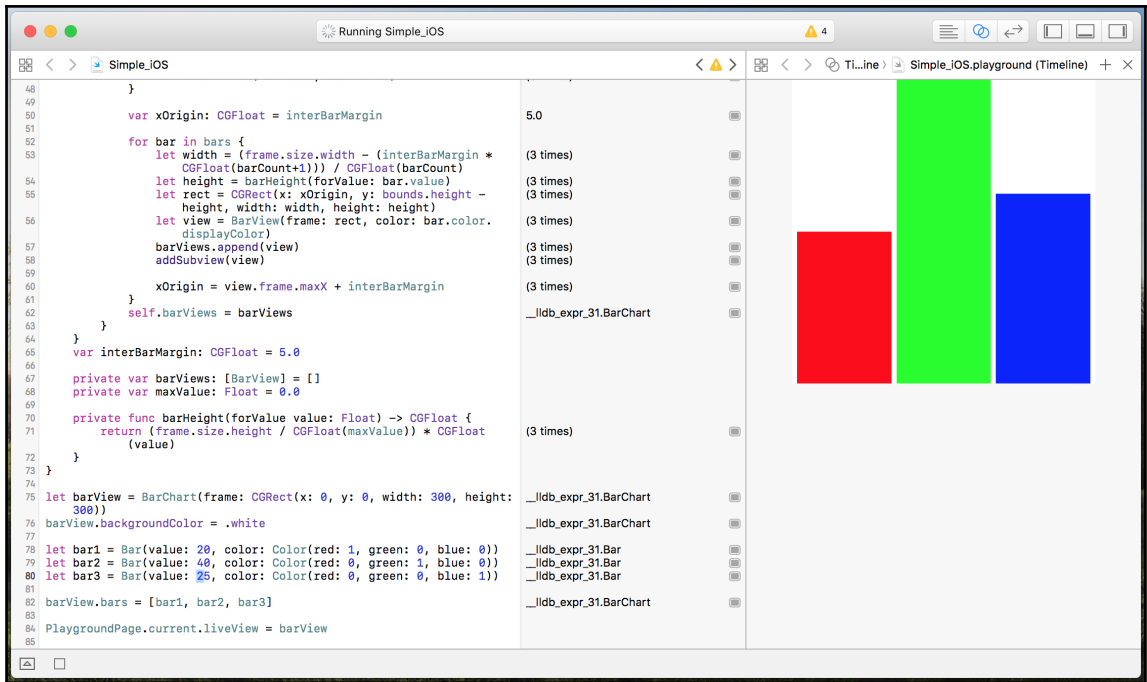 Running Simple_iOS
4
Simple_iOS
Ti...ine
Simple_iOS.playground (Timeline)
48 }
49
50 var xOrigin: CGFloat = interBarMargin 5.0
51
52 for bar in bars {
53 let width = (frame.size.width - (interBarMargin * (3 times)
CGFloat(barCount+1))) / CGFloat(barCount)
54 let height = barHeight(forValue: bar.value) (3 times)
55 let rect = CGRect(x: xOrigin, y: bounds.height - (3 times)
height, width: width, height: height)
56 let view = BarView(frame: rect, color: bar.color. (3 times)
displayColor)
57 barViews.append(view) (3 times)
58 addSubview(view) (3 times)
59
60 xOrigin = view.frame.maxX + interBarMargin (3 times)
61 }
62 self.barViews = barViews __lldb_expr_31.BarChart
63 }
64 }
65 var interBarMargin: CGFloat = 5.0
66
67 private var barViews: [BarView] = []
68 private var maxValue: Float = 0.0
69
70 private func barHeight(forValue value: Float) -> CGFloat {
71 return (frame.size.height / CGFloat(maxValue)) * CGFloat (3 times)
(value)
72 }
73 }
74
75 let barView = BarChart(frame: CGRect(x: 0, y: 0, width: 300, height: __lldb_expr_31.BarChart
300))
76 barView.backgroundColor = .white __lldb_expr_31.BarChart
77
78 let bar1 = Bar(value: 20, color: Color(red: 1, green: 0, blue: 0)) __lldb_expr_31.Bar
79 let bar2 = Bar(value: 40, color: Color(red: 0, green: 1, blue: 0)) __lldb_expr_31.Bar
80 let bar3 = Bar(value: 25, color: Color(red: 0, green: 0, blue: 1)) __lldb_expr_31.Bar
81
82 barView.bars = [bar1, bar2, bar3] __lldb_expr_31.BarChart
83
84 PlaygroundPage.current.liveView = barView
85